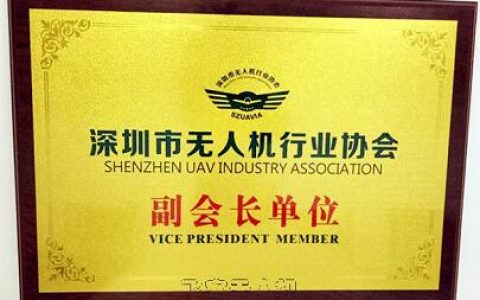 深圳市无人机行业协会
SZUAVIA
深圳市无人机行业协会
SHENZHEN UAV INDUSTRY ASSOCIATION
副会长单位
VICE PRESIDENT MEMBER